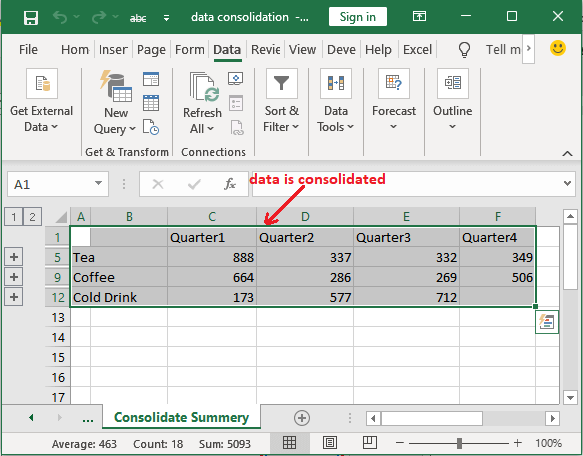 abc data consolidation -... Sign in
File Hom Inser Page Form Data Revie Viev Deve Help Excel Tell m
Get External Data New Query Refresh All Sort & Filter Data Tools Forecast Outline
Get & Transform Connections
A1 fx data is consolidated
1 2 A B C D E F
1 Quarter1 Quarter2 Quarter3 Quarter4
5 Tea 888 337 332 349
9 Coffee 664 286 269 506
12 Cold Drink 173 577 712
13
14
15
16
17
... Consolidate Summery
Average: 463 Count: 18 Sum: 5093 100%